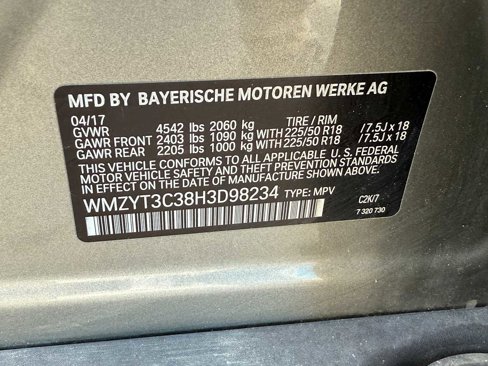 MFD BY BAYERISCHE MOTOREN WERKE AG
04/17 TIRE / RIM
GVWR 4542 lbs 2060 kg
GAWR FRONT 2403 lbs 1090 kg WITH 225/50 R18 / 7.5J x 18
GAWR REAR 2205 lbs 1000 kg WITH 225/50 R18 / 7.5J x 18
THIS VEHICLE CONFORMS TO ALL APPLICABLE U.S. FEDERAL
MOTOR VEHICLE SAFETY, BUMPER, AND THEFT PREVENTION
STANDARDS IN EFFECT ON THE DATE OF MANUFACTURE SHOWN ABOVE.
WMZYT3C38H3D98234 TYPE: MPV C2K/7
7 320 730